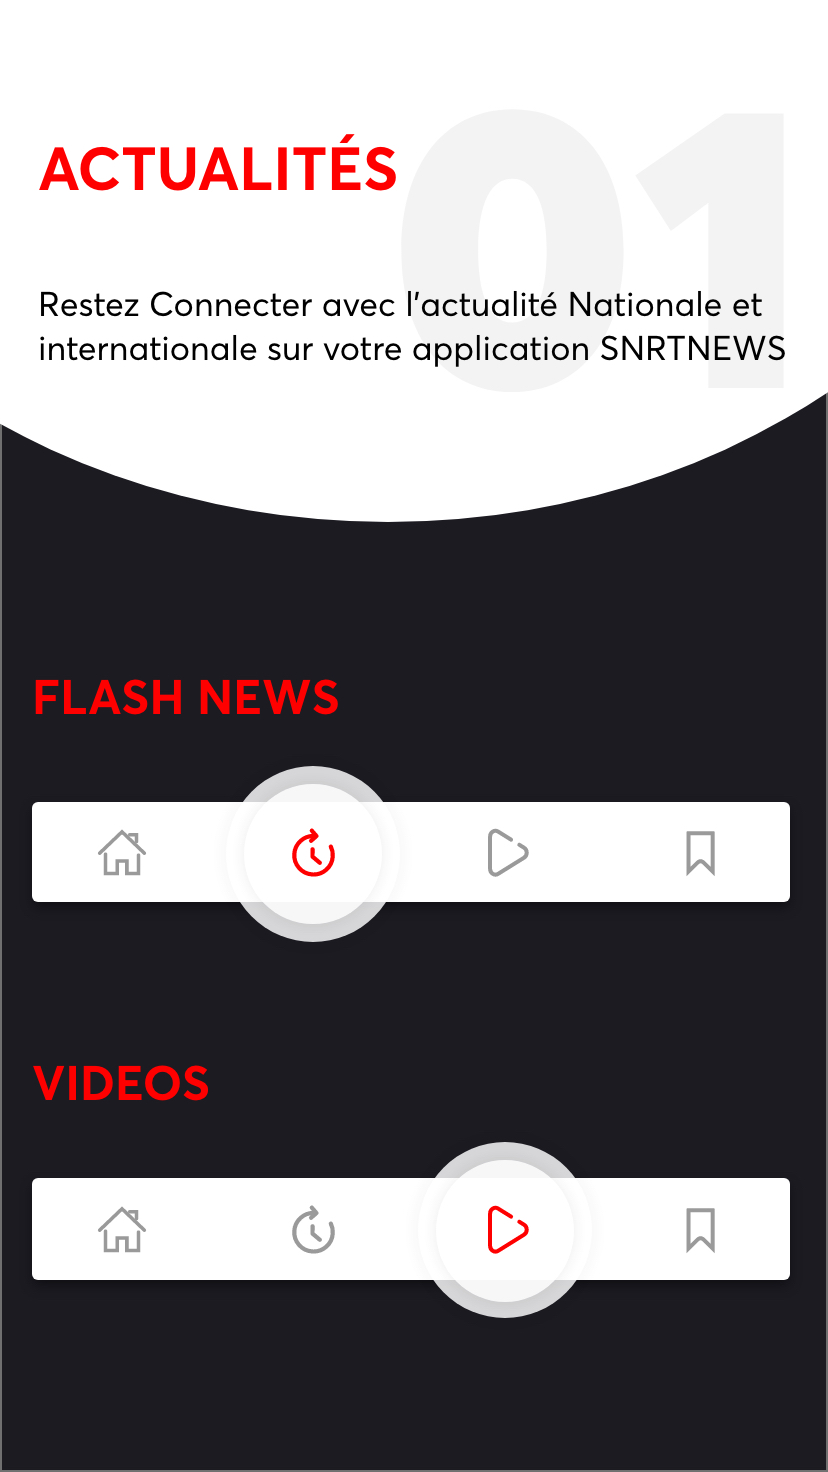 01
ACTUALITÉS
Restez Connecter avec l'actualité Nationale et
internationale sur votre application SNRTNEWS
FLASH NEWS
VIDEOS